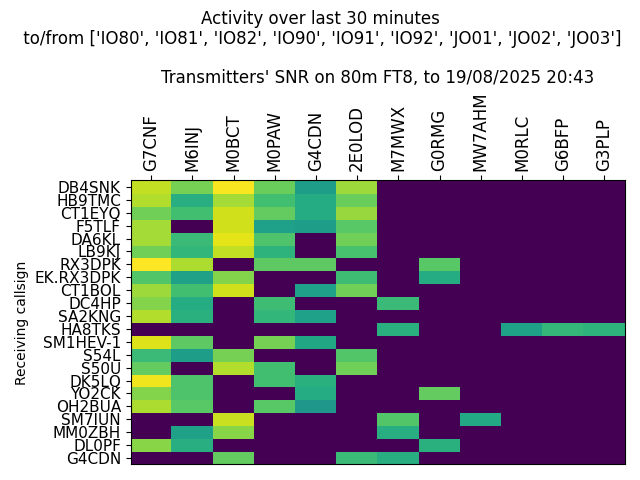 Activity over last 30 minutes
to/from ['IO80', 'IO81', 'IO82', 'IO90', 'IO91', 'IO92', 'JO01', 'JO02', 'JO03']
Transmitters' SNR on 80m FT8, to 19/08/2025 20:43
G7CNF
M6INJ
M0BCT
M0PAW
G4CDN
2E0LOD
M7MWX
G0RMG
MW7AHM
M0RLC
G6BFP
G3PLP
Receiving callsign
DB4SNK
HB9TMC
CT1EYQ
F5TLF
DA6KL
LB9KJ
RX3DPK
EK.RX3DPK
CT1BOL
DC4HP
SA2KNG
HA8TKS
SM1HEV-1
S54L
S50U
DK5LO
YO2CK
OH2BUA
SM7IUN
MM0ZBH
DL0PF
G4CDN